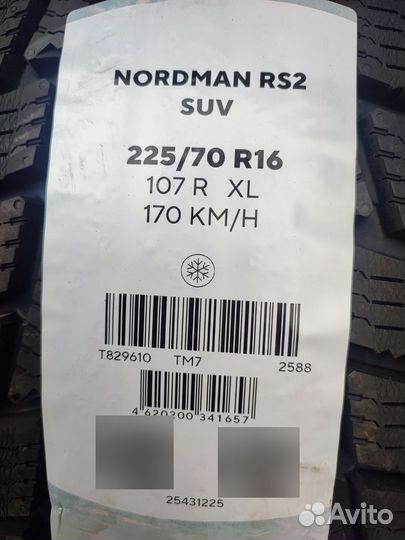 NORDMAN RS2
SUV
225/70 R16
107 R XL
170 KM/H
T829610 TM7 2588
4 620200 341657
25431225
Avito